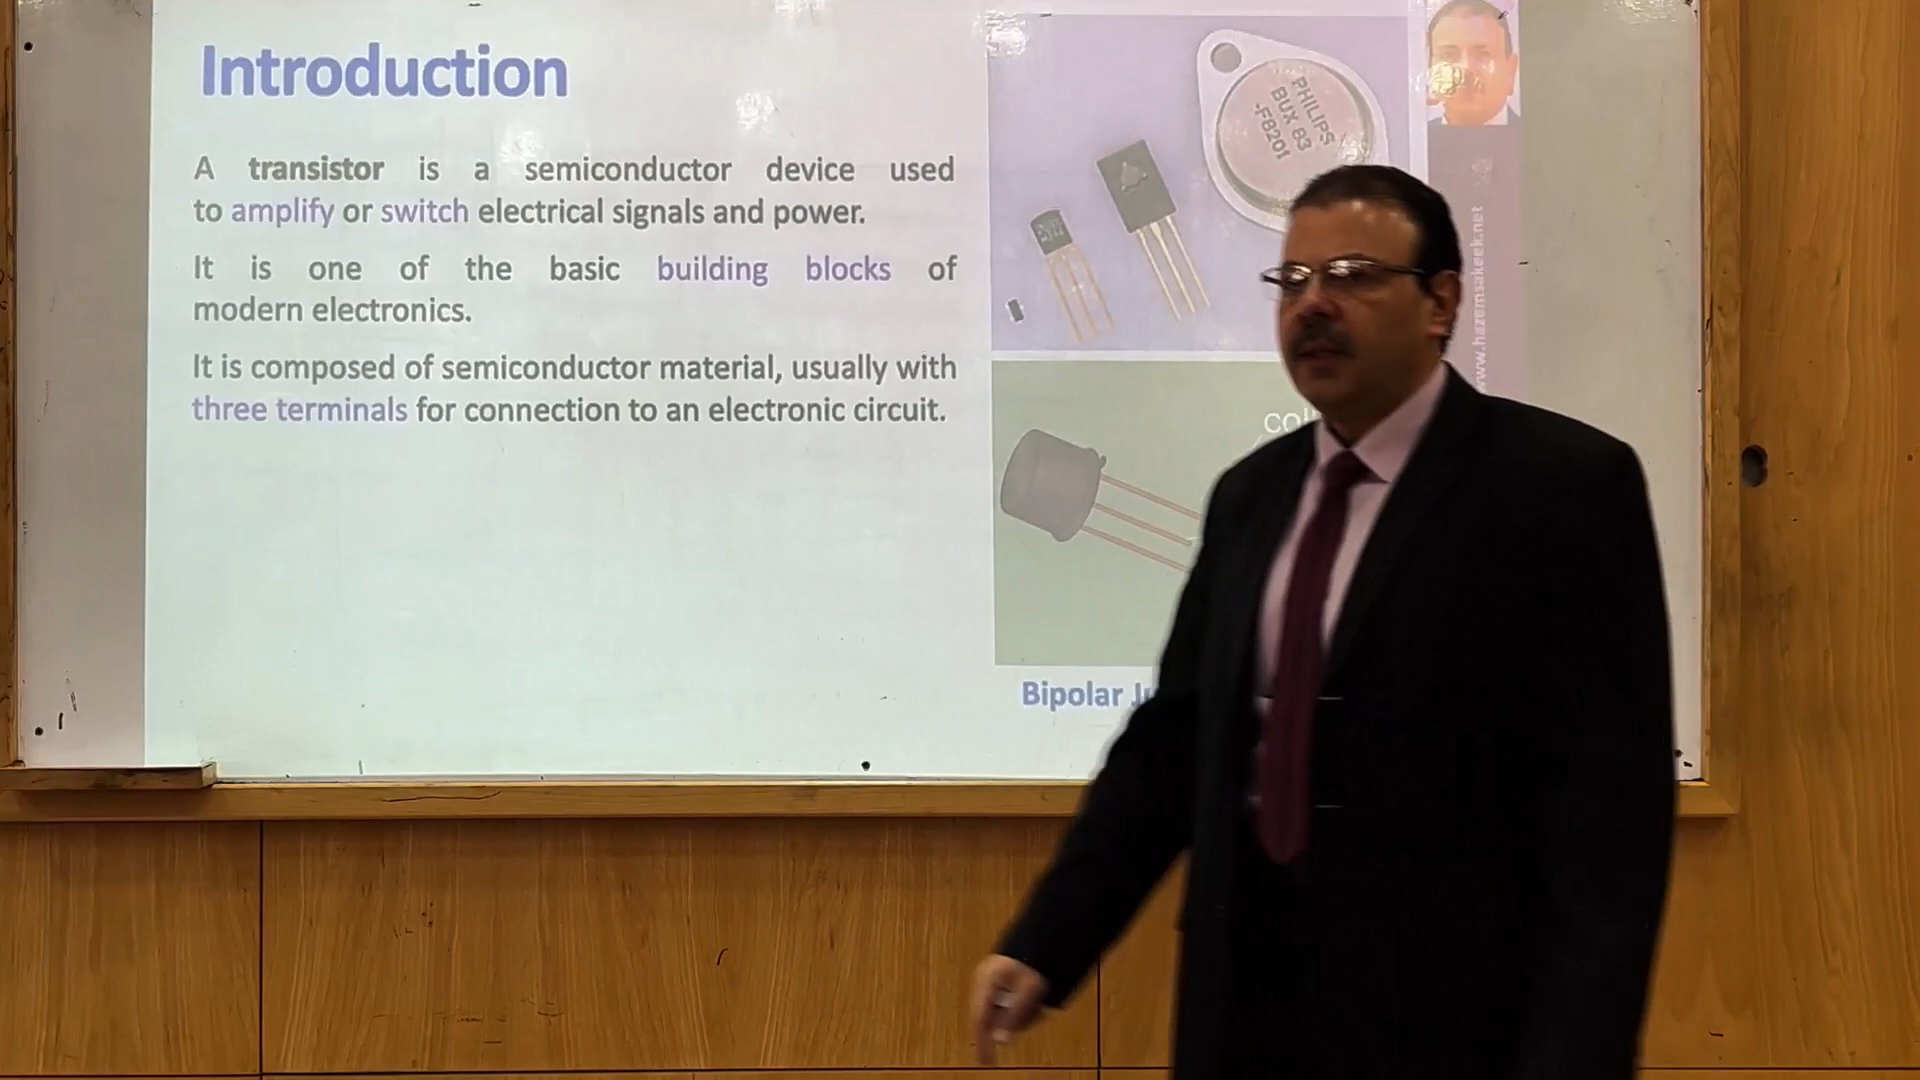 Introduction
A transistor is a semiconductor device used
to amplify or switch electrical signals and power.
It is one of the basic building blocks of
modern electronics.
It is composed of semiconductor material, usually with
three terminals for connection to an electronic circuit.
PHILIPS
BUX 83
-F8201
Bipolar
www.hazemsakeek.net